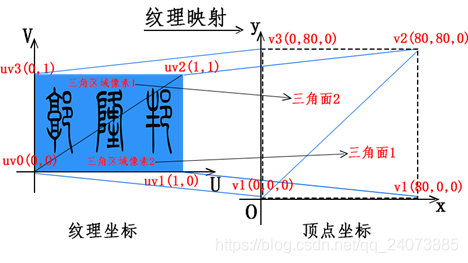 纹理映射
V
y
v3(0,80,0)
v2(80,80,0)
uv3(0,1)
uv2(1,1)
三角区域像素1
三角面2
郭隆邦
三角面1
uv0(0,0)
三角区域像素2
uv1(1,0)
U
v1(0,0,0)
v1(80,0,0)
O
x
纹理坐标
顶点坐标
https://blog.csdn.net/qq_24073885